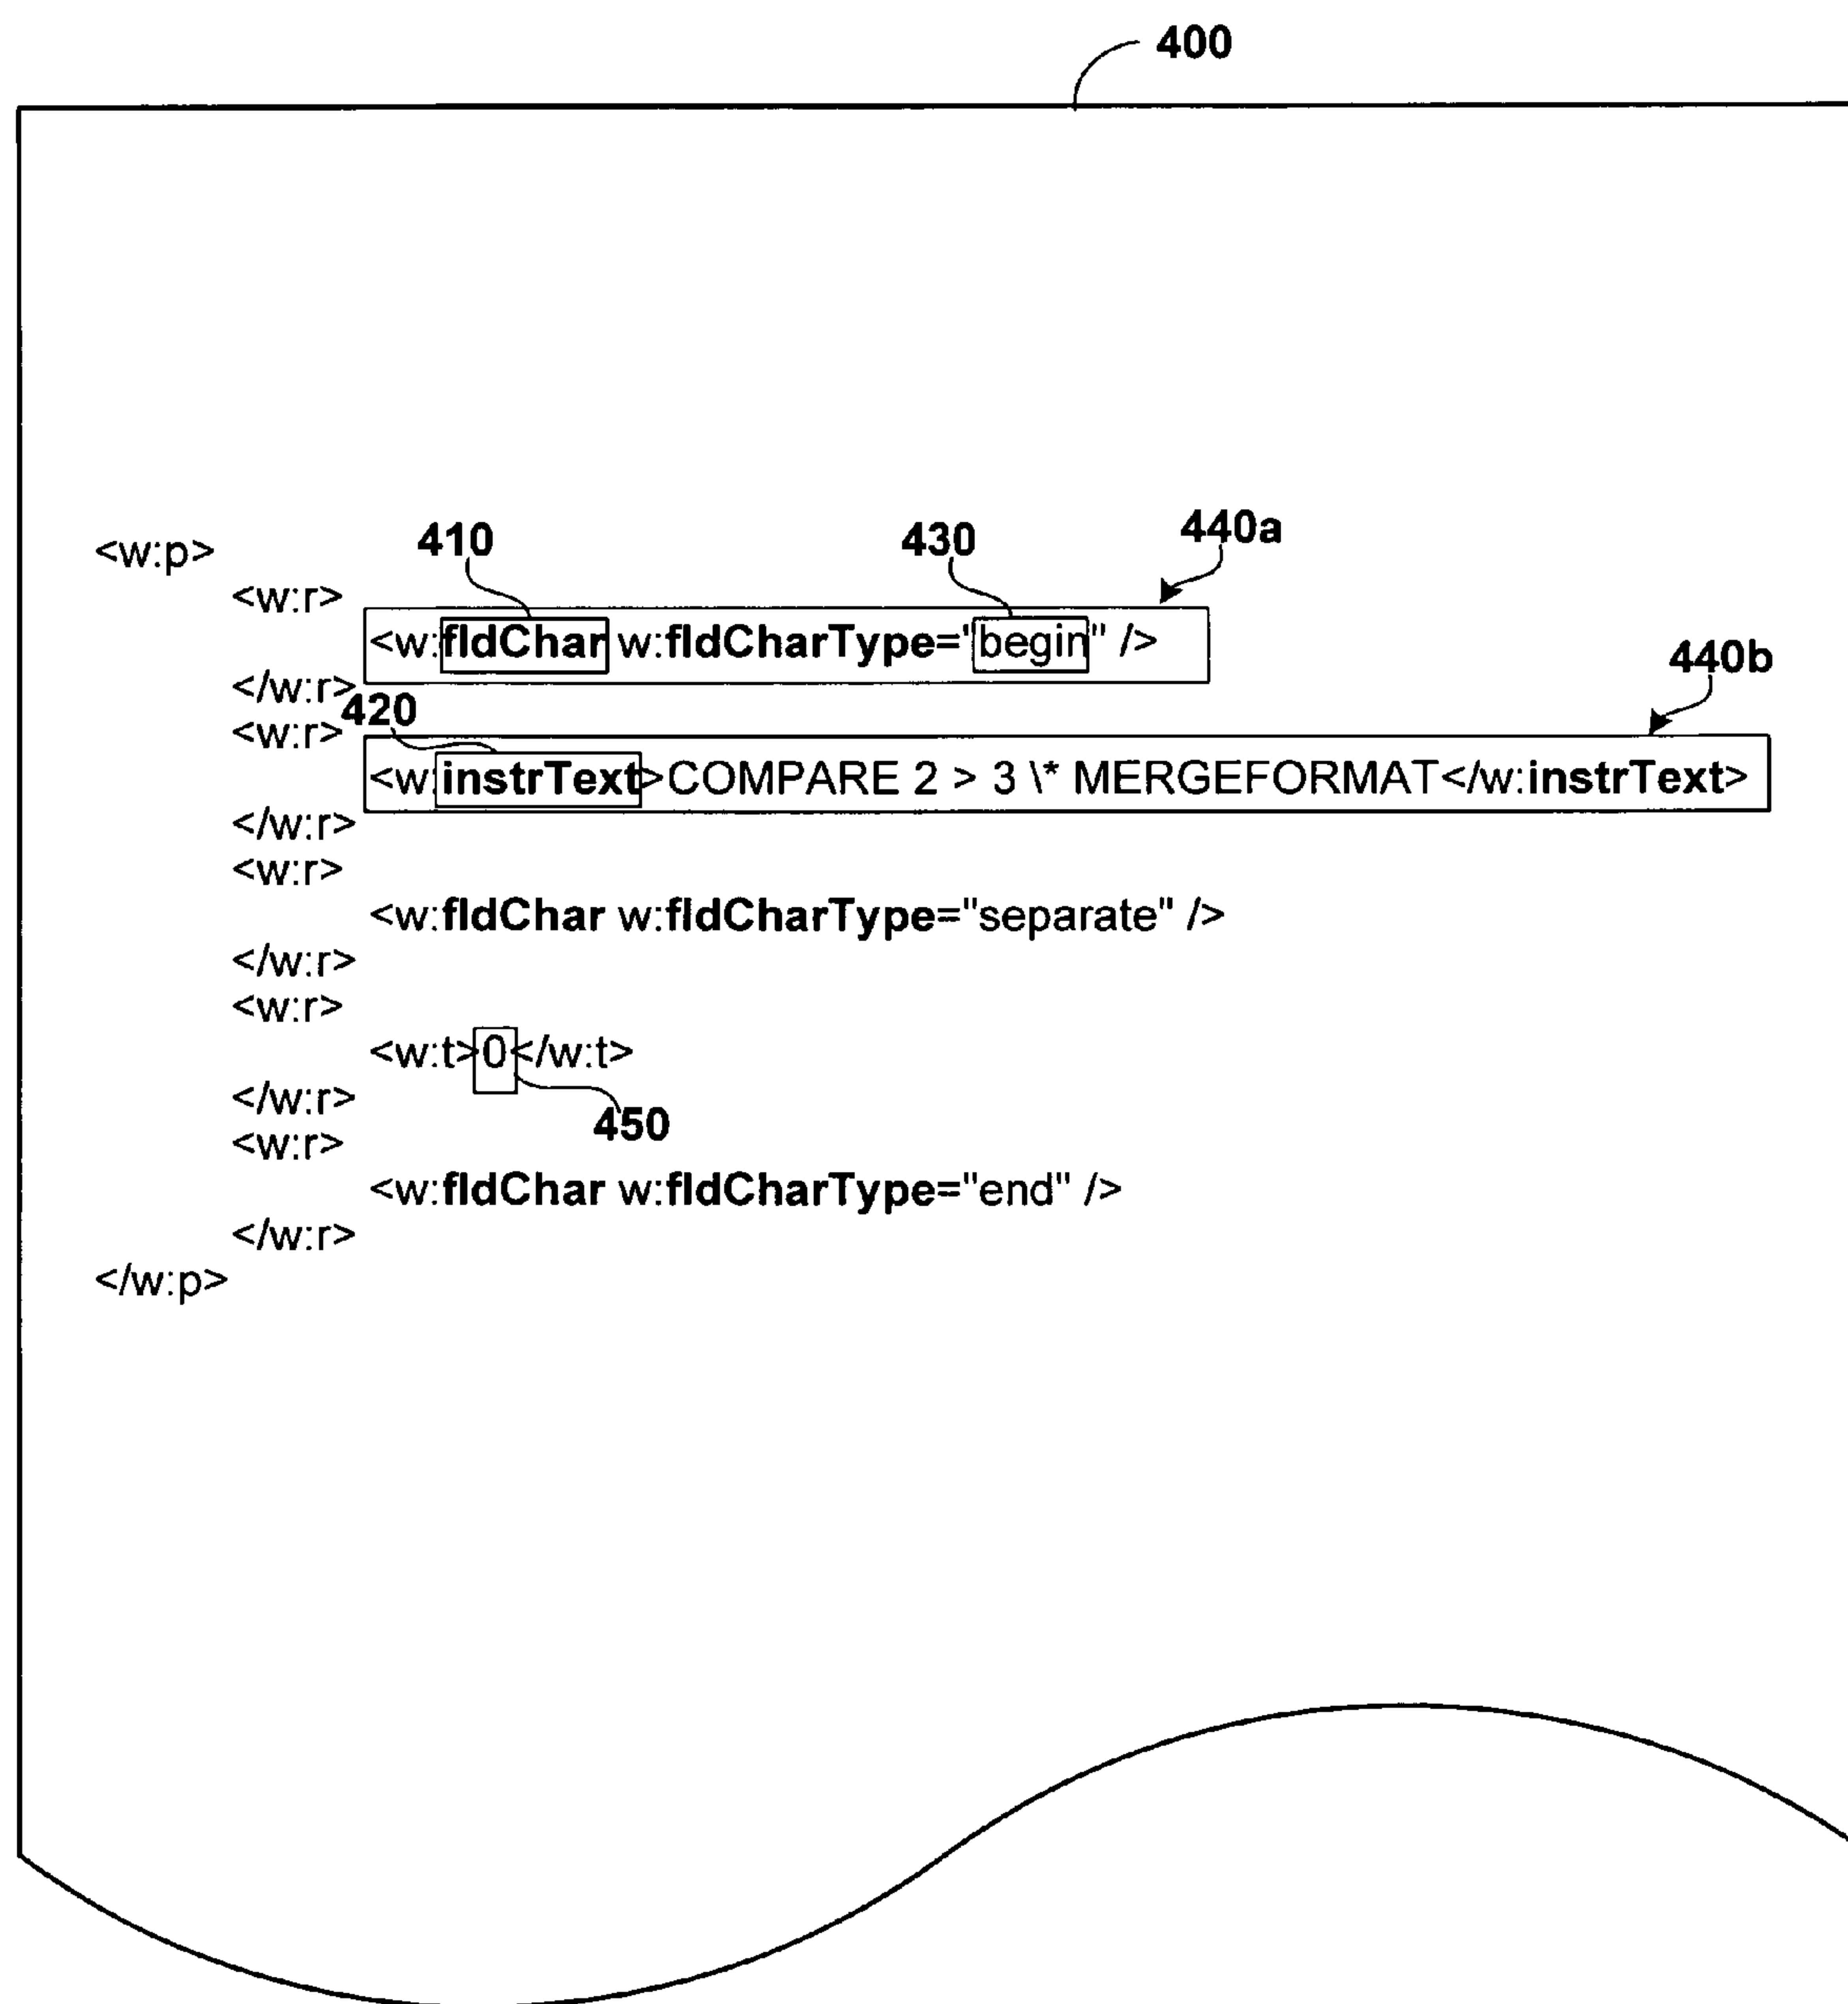 400
410 430 440a
<w:p>
<w:r>
<w:fldChar w:fldCharType="begin" />
440b
</w:r>
420
<w:r>
<w:instrText>COMPARE 2 > 3 \* MERGEFORMAT</w:instrText>
</w:r>
<w:r>
<w:fldChar w:fldCharType="separate" />
</w:r>
<w:r>
<w:t>0</w:t>
</w:r>
450
<w:r>
<w:fldChar w:fldCharType="end" />
</w:r>
</w:p>